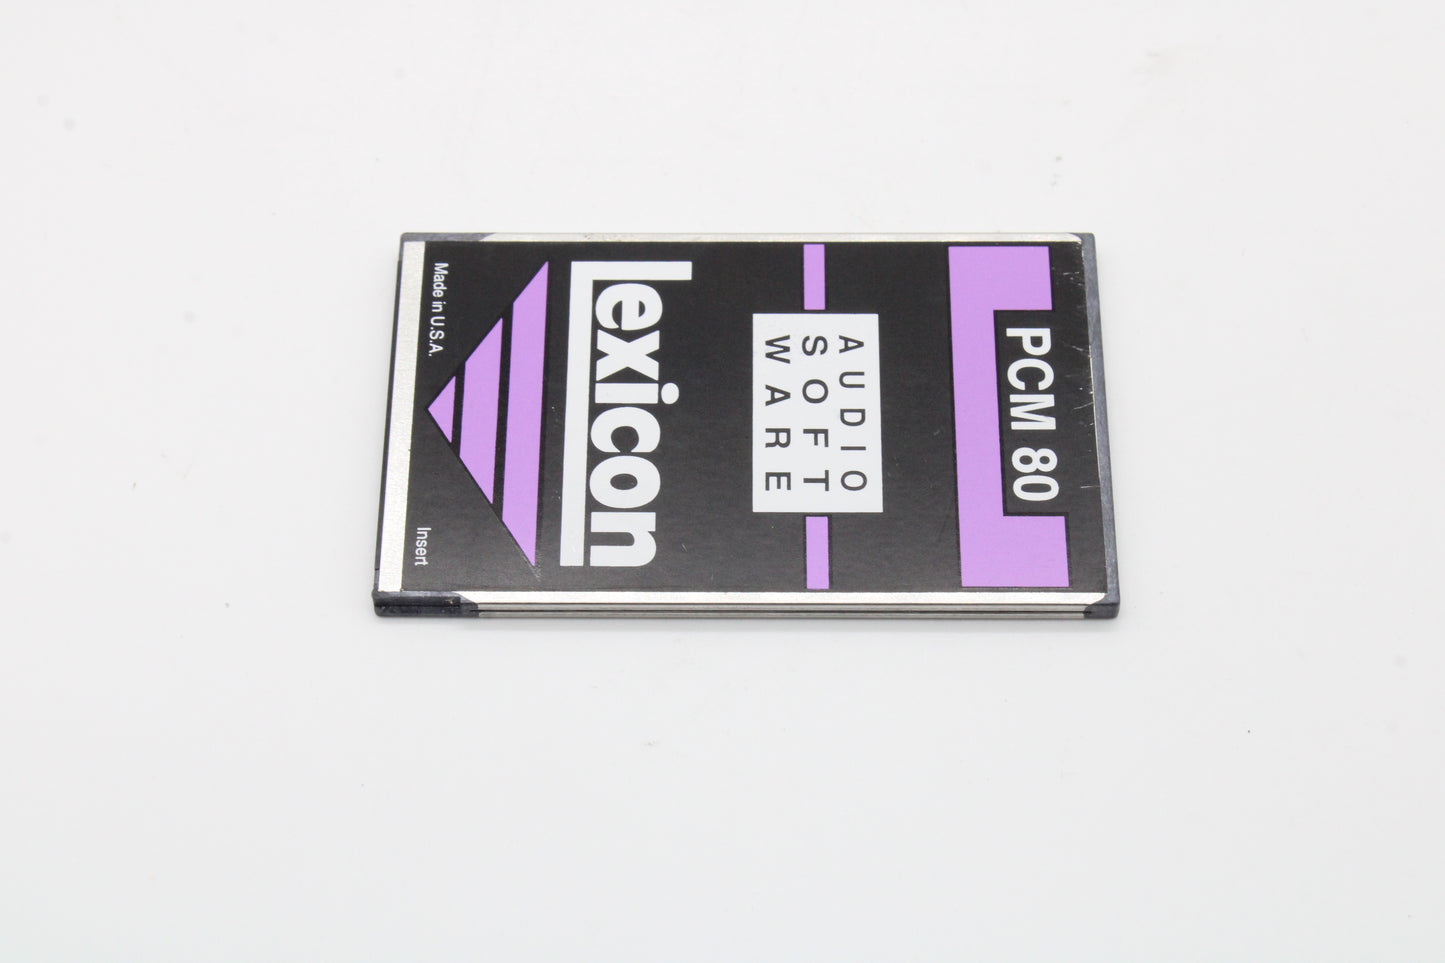 PCM 80
AUDIO
SOFT
WARE
Lexicon
Made in U.S.A.
Insert